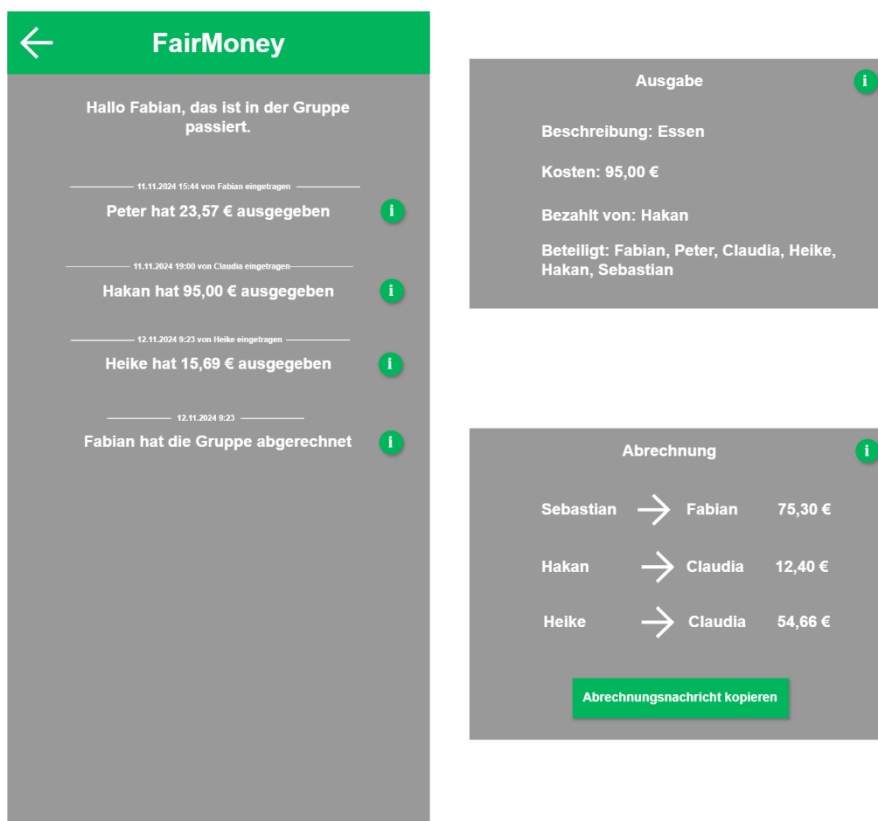 FairMoney
Hallo Fabian, das ist in der Gruppe
passiert.
11.11.2024 15:44 von Fabian eingetragen
Peter hat 23,57 € ausgegeben
i
11.11.2024 19:00 von Claudia eingetragen
Hakan hat 95,00 € ausgegeben
i
12.11.2024 9:23 von Heike eingetragen
Heike hat 15,69 € ausgegeben
i
12.11.2024 9:23
Fabian hat die Gruppe abgerechnet
i
Ausgabe
i
Beschreibung: Essen
Kosten: 95,00 €
Bezahlt von: Hakan
Beteiligt: Fabian, Peter, Claudia, Heike,
Hakan, Sebastian
Abrechnung
i
Sebastian Fabian 75,30 €
Hakan Claudia 12,40 €
Heike Claudia 54,66 €
Abrechnungsnachricht kopieren